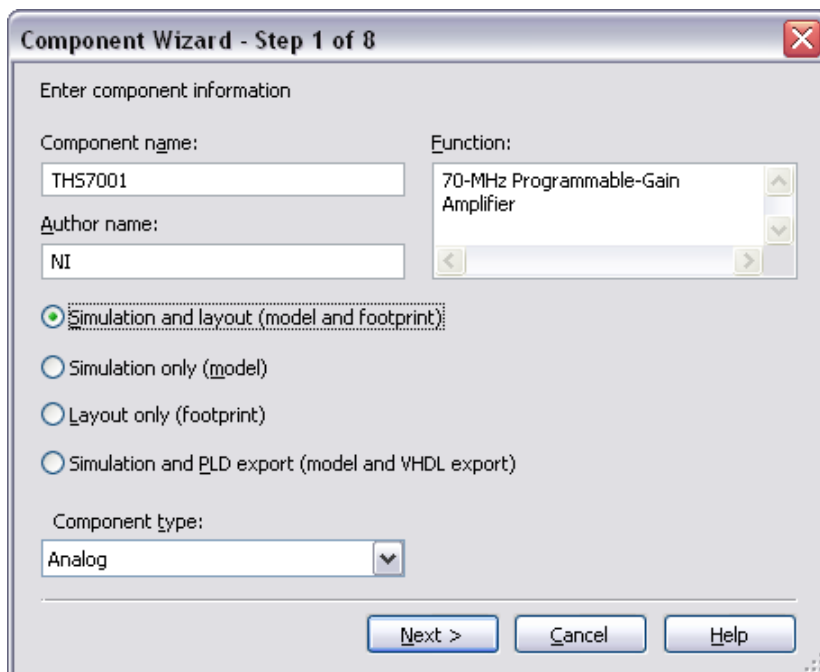 Component Wizard - Step 1 of 8
Enter component information
Component name:
THS7001
Function:
70-MHz Programmable-Gain
Amplifier
Author name:
NI
Simulation and layout (model and footprint)
Simulation only (model)
Layout only (footprint)
Simulation and PLD export (model and VHDL export)
Component type:
Analog
Next >
Cancel
Help